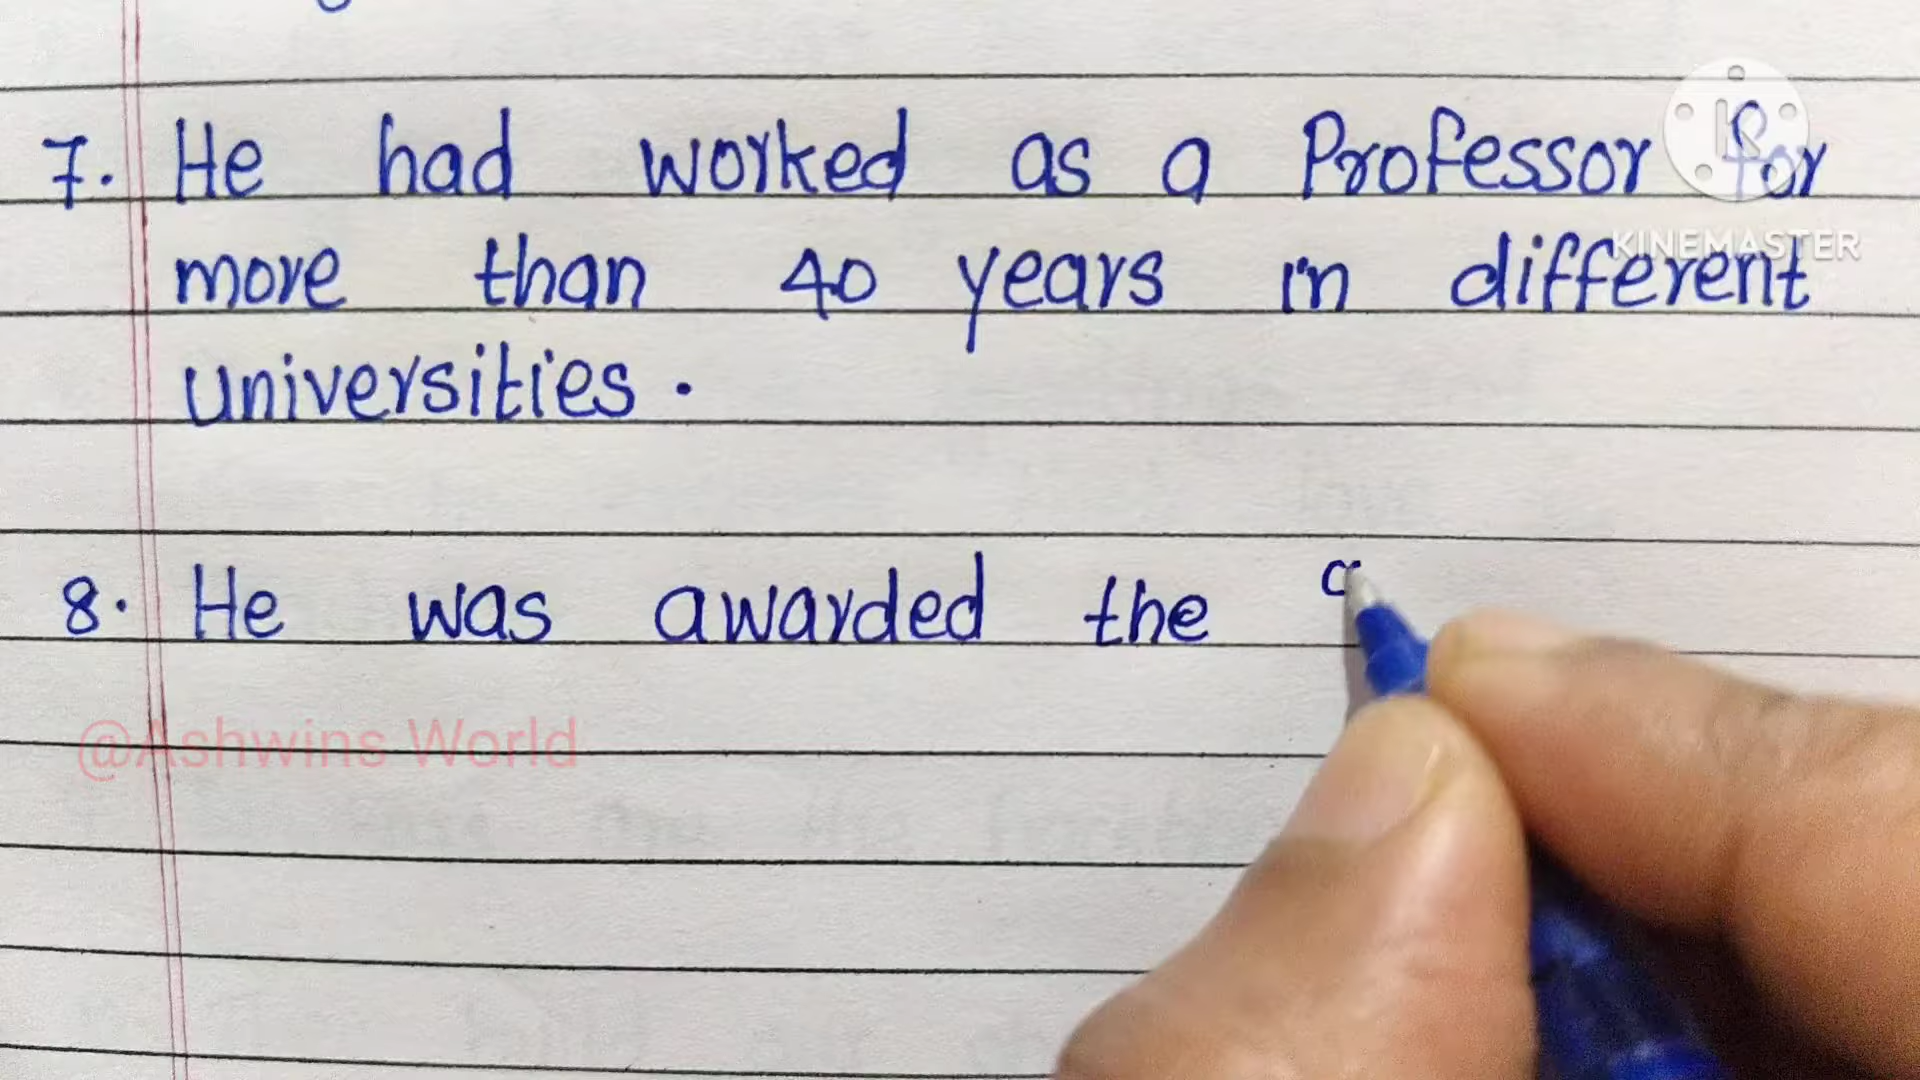 7. He had worked as a Professor for
KINEMASTER
more than 40 years in different
universities.
8. He was awarded the
@Ashwins World